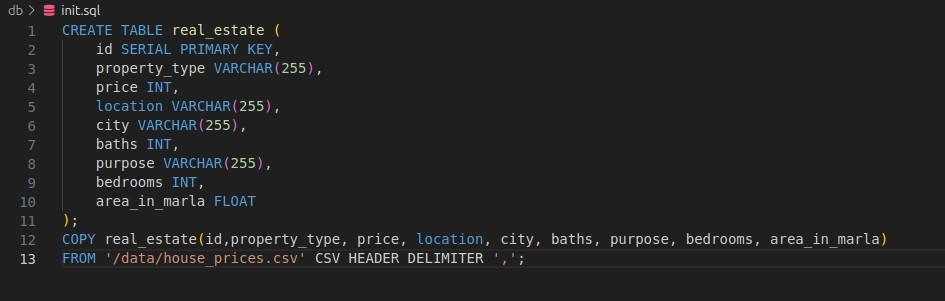 db > init.sql
1 CREATE TABLE real_estate (
2     id SERIAL PRIMARY KEY,
3     property_type VARCHAR(255),
4     price INT,
5     location VARCHAR(255),
6     city VARCHAR(255),
7     baths INT,
8     purpose VARCHAR(255),
9     bedrooms INT,
10     area_in_marla FLOAT
11 );
12 COPY real_estate(id,property_type, price, location, city, baths, purpose, bedrooms, area_in_marla)
13 FROM '/data/house_prices.csv' CSV HEADER DELIMITER ',';